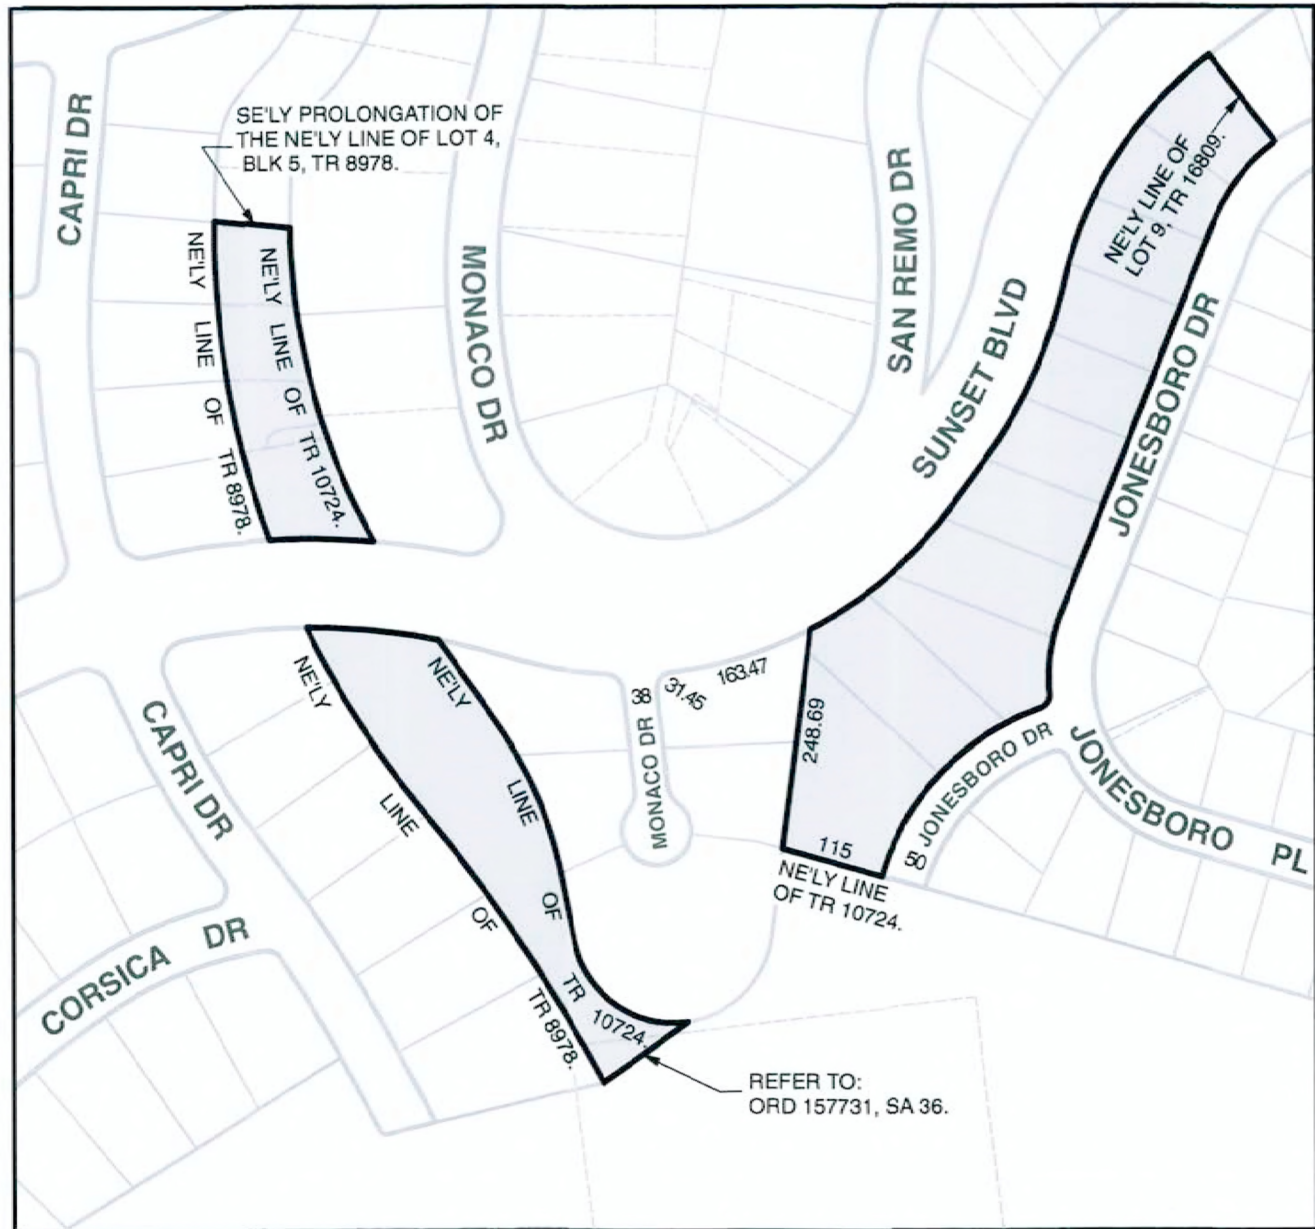 SE'LY PROLONGATION OF
THE NE'LY LINE OF LOT 4,
BLK 5, TR 8978.
CAPRI DR
NE'LY LINE OF TR 8978.
NE'LY LINE OF TR 10724.
MONACO DR
SAN REMO DR
SUNSET BLVD
NE'LY LINE OF
LOT 9, TR 16809.
JONESBORO DR
NE'LY LINE OF TR 8978.
NE'LY LINE OF TR 10724.
38
31.45
163.47
MONACO DR
248.69
115
NE'LY LINE
OF TR 10724.
50
JONESBORO DR
JONESBORO PL
CAPRI DR
CORSICA DR
REFER TO:
ORD 157731, SA 36.